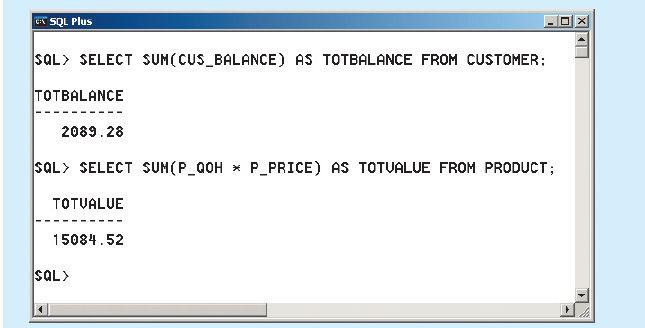 SQL Plus
SQL> SELECT SUM(CUS_BALANCE) AS TOTBALANCE FROM CUSTOMER;
TOTBALANCE
----------
2089.28
SQL> SELECT SUM(P_QOH * P_PRICE) AS TOTVALUE FROM PRODUCT;
TOTVALUE
----------
15084.52
SQL>